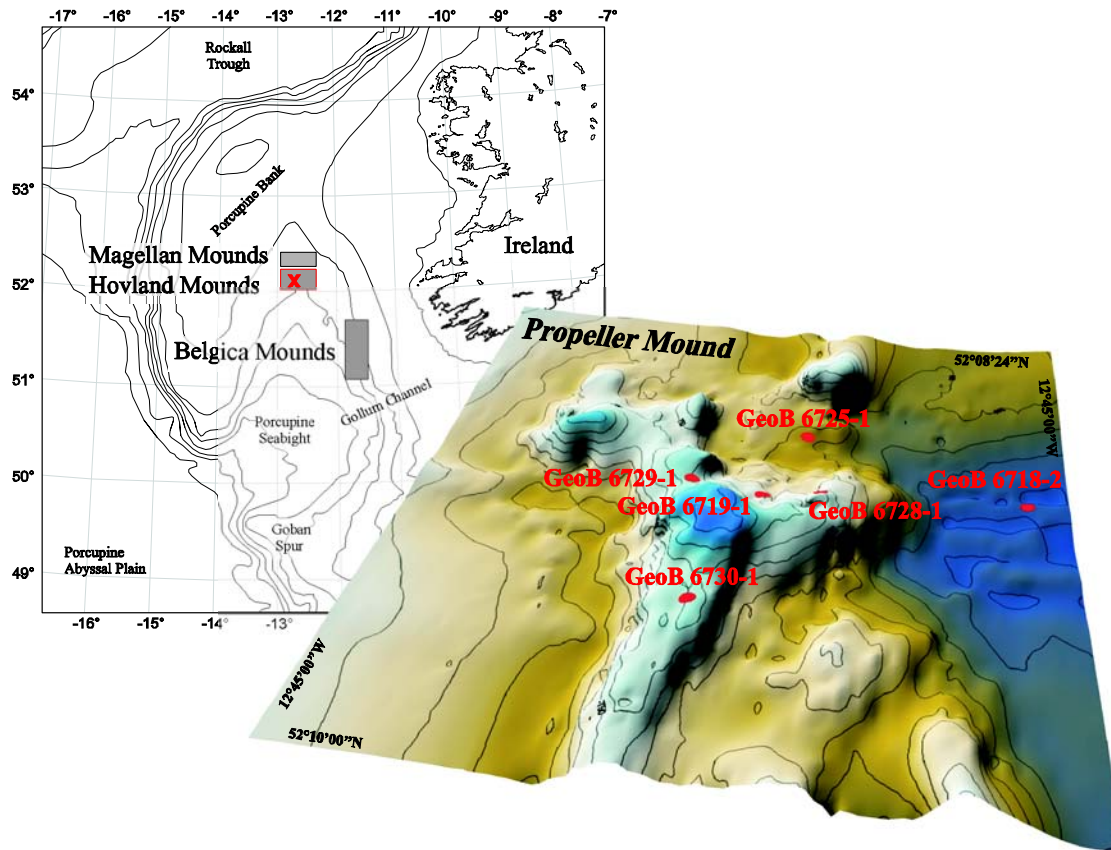 -17° -16° -15° -14° -13° -12° -11° -10° -9° -8° -7°
54°
53°
52°
51°
50°
49°
-16° -15° -14° -13°
Rockall
Trough
Porcupine Bank
Magellan Mounds
Hovland Mounds
x
Ireland
Belgica Mounds
Gollum Channel
Porcupine
Seabight
Goban
Spur
Porcupine
Abyssal Plain
Propeller Mound
52°08'24"N
12°45'00"W
GeoB 6725-1
GeoB 6729-1
GeoB 6718-2
GeoB 6719-1
GeoB 6728-1
GeoB 6730-1
12°45'00"W
52°10'00"N